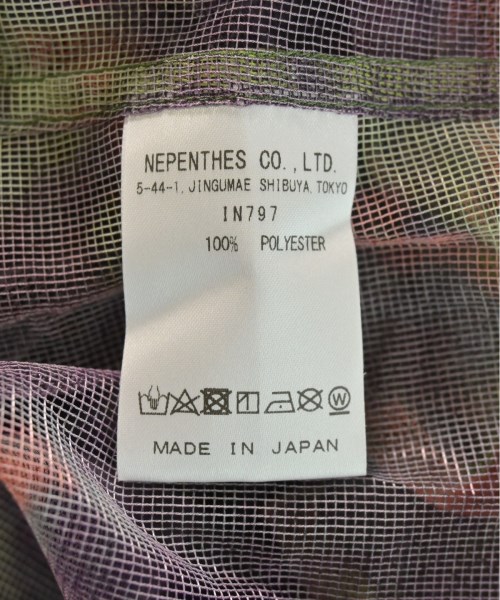 NEPENTHES CO.,LTD.
5-44-1, JINGUMAE SHIBUYA, TOKYO
IN797
100% POLYESTER
W
MADE IN JAPAN